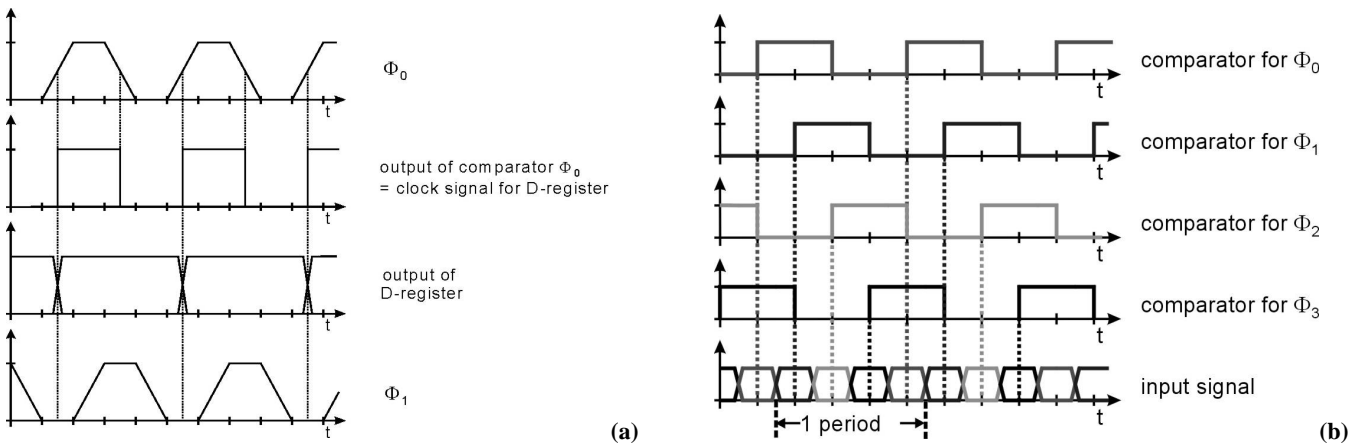 Φ0
t
output of comparator Φ0
= clock signal for D-register
t
output of
D-register
t
Φ1
t
(a)
comparator for Φ0
t
comparator for Φ1
t
comparator for Φ2
t
comparator for Φ3
t
input signal
t
1 period
(b)